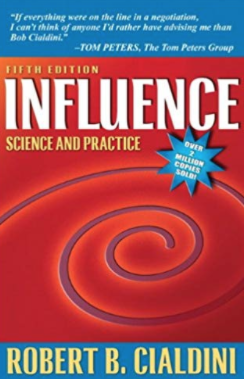 "If everything were on the line in a negotiation,
I can't think of anyone I'd rather have advising me than
Bob Cialdini."
–TOM PETERS, The Tom Peters Group
FIFTH EDITION
INFLUENCE
SCIENCE AND PRACTICE
OVER
2
MILLION
COPIES
SOLD!
ROBERT B. CIALDINI